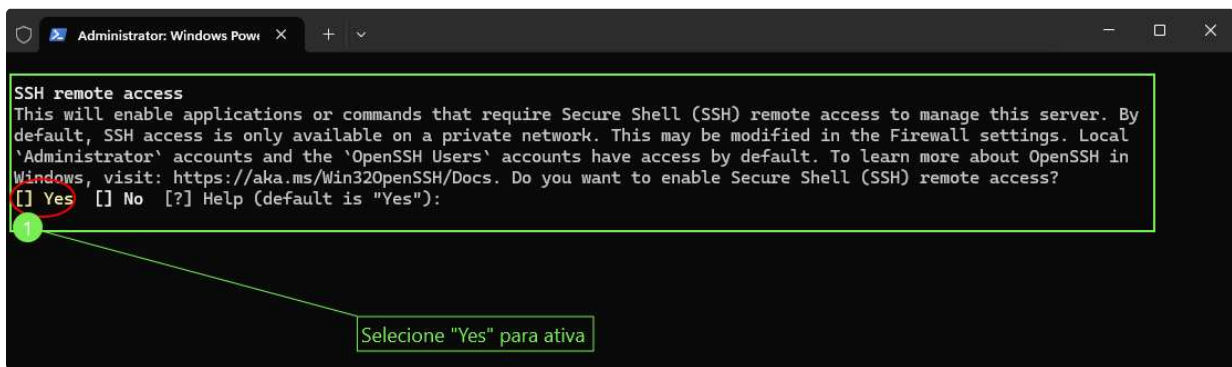 Administrator: Windows Powe
SSH remote access
This will enable applications or commands that require Secure Shell (SSH) remote access to manage this server. By
default, SSH access is only available on a private network. This may be modified in the Firewall settings. Local
`Administrator` accounts and the `OpenSSH Users` accounts have access by default. To learn more about OpenSSH in
Windows, visit: https://aka.ms/Win32OpenSSH/Docs. Do you want to enable Secure Shell (SSH) remote access?
[] Yes  [] No  [?] Help (default is "Yes"):
1
Selecione "Yes" para ativa